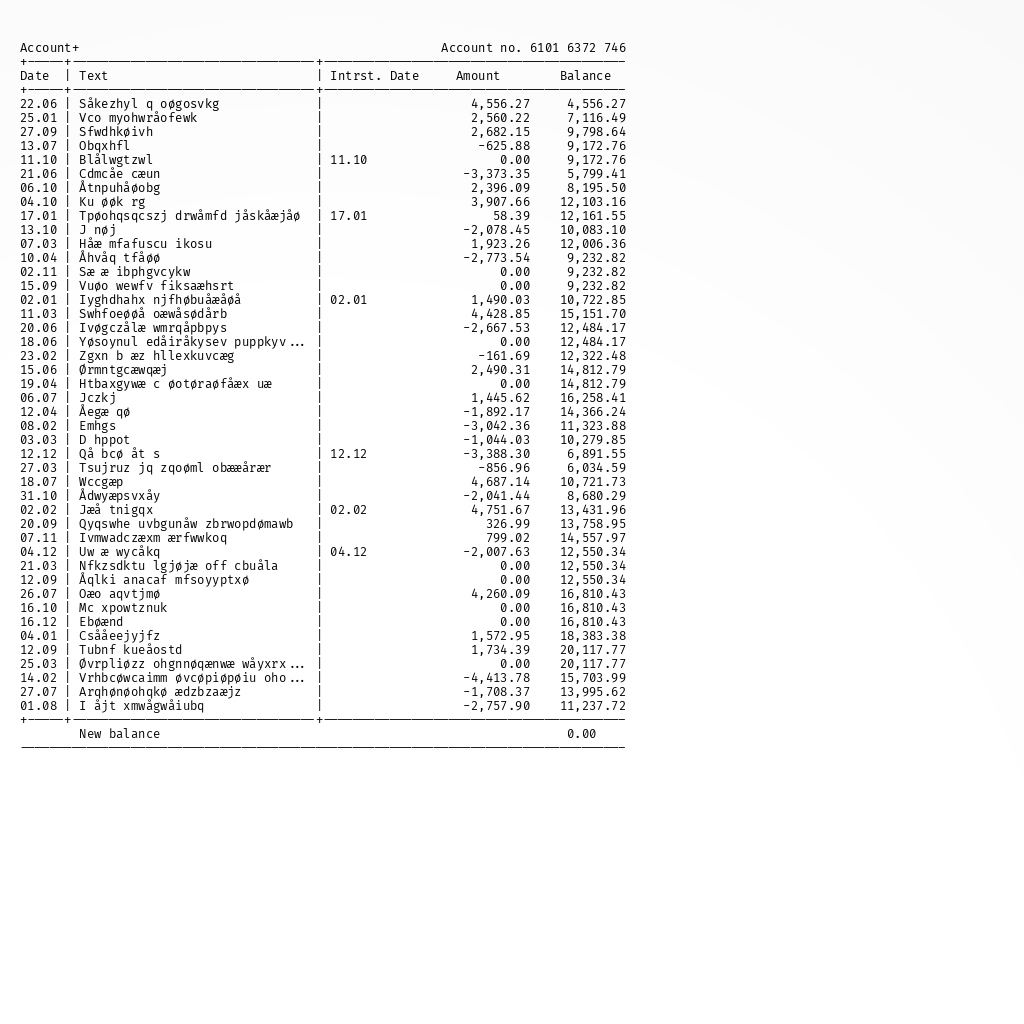 Account+ Account no. 6101 6372 746
Date | Text | Intrst. Date Amount Balance
22.06 | Såkezhyl q oøgosvkg | 4,556.27 4,556.27
25.01 | Vco myohwråofewk | 2,560.22 7,116.49
27.09 | Sfwdhkøivh | 2,682.15 9,798.64
13.07 | Obqxhfl | -625.88 9,172.76
11.10 | Blålwgtzwl | 11.10 0.00 9,172.76
21.06 | Cdmcåe cæun | -3,373.35 5,799.41
06.10 | Åtnpuhåøobg | 2,396.09 8,195.50
04.10 | Ku øøk rg | 3,907.66 12,103.16
17.01 | Tpøohqsqcszj drwåmfd jåskåæjåø | 17.01 58.39 12,161.55
13.10 | J nøj | -2,078.45 10,083.10
07.03 | Håæ mfafuscu ikosu | 1,923.26 12,006.36
10.04 | Åhvåq tfåøø | -2,773.54 9,232.82
02.11 | Sæ æ ibphgvcykw | 0.00 9,232.82
15.09 | Vuøo wewfv fiksaæhsrt | 0.00 9,232.82
02.01 | Iyghdhahx njfhøbuåæåøå | 02.01 1,490.03 10,722.85
11.03 | Swhfoeøøå oæwåsødårb | 4,428.85 15,151.70
20.06 | Ivøgczålæ wmrqåpbpys | -2,667.53 12,484.17
18.06 | Yøsoynul edåiråkysev puppkyv... | 0.00 12,484.17
23.02 | Zgxn b æz hllexkuvcæg | -161.69 12,322.48
15.06 | Ørmntgcæwqæj | 2,490.31 14,812.79
19.04 | Htbaxgywæ c øotøraøfåæx uæ | 0.00 14,812.79
06.07 | Jczkj | 1,445.62 16,258.41
12.04 | Åegæ qø | -1,892.17 14,366.24
08.02 | Emhgs | -3,042.36 11,323.88
03.03 | D hppot | -1,044.03 10,279.85
12.12 | Qå bcø åt s | 12.12 -3,388.30 6,891.55
27.03 | Tsujruz jq zqoøml obææårær | -856.96 6,034.59
18.07 | Wccgæp | 4,687.14 10,721.73
31.10 | Ådwyæpsvxåy | -2,041.44 8,680.29
02.02 | Jæå tnigqx | 02.02 4,751.67 13,431.96
20.09 | Qyqswhe uvbgunåw zbrwopdømawb | 326.99 13,758.95
07.11 | Ivmwadczæxm ærfwwkoq | 799.02 14,557.97
04.12 | Uw æ wycåkq | 04.12 -2,007.63 12,550.34
21.03 | Nfkzsdktu lgjøjæ off cbuåla | 0.00 12,550.34
12.09 | Åqlki anacaf mfsoyyptxø | 0.00 12,550.34
26.07 | Oæo aqvtjmø | 4,260.09 16,810.43
16.10 | Mc xpowtznuk | 0.00 16,810.43
16.12 | Ebøænd | 0.00 16,810.43
04.01 | Csååeejyjfz | 1,572.95 18,383.38
12.09 | Tubnf kueåostd | 1,734.39 20,117.77
25.03 | Øvrpliøzz ohgnnøqænwæ wåyxrx... | 0.00 20,117.77
14.02 | Vrhbcøwcaimm øvcøpiøpøiu oho... | -4,413.78 15,703.99
27.07 | Arqhønøohqkø ædzbzaæjz | -1,708.37 13,995.62
01.08 | I åjt xmwågwåiubq | -2,757.90 11,237.72
New balance 0.00